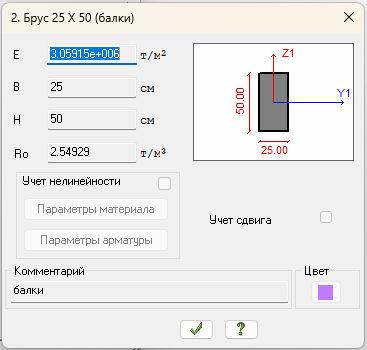 2. Брус 25 X 50 (балки)
E 3.05915e+006 т/м²
B 25 см
H 50 см
Ro 2.54929 т/м³
Z1
Y1
50.00
25.00
Учет нелинейности
Параметры материала
Параметры арматуры
Учет сдвига
Комментарий
балки
Цвет
?